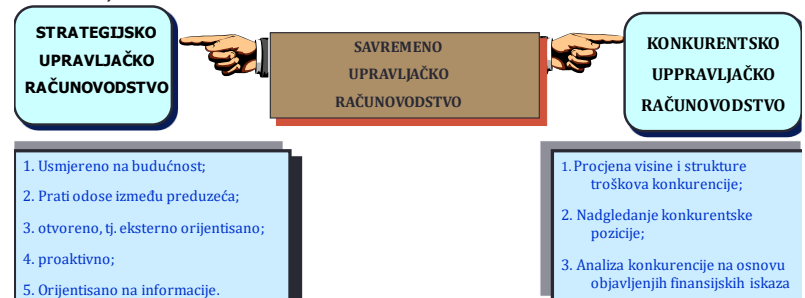 STRATEGIJSKO
UPRAVLJAČKO
RAČUNOVODSTVO
SAVREMENO
UPRAVLJAČKO
RAČUNOVODSTVO
KONKURENTSKO
UPPRAVLJAČKO
RAČUNOVODSTVO
1. Usmjereno na budućnost;
2. Prati odose između preduzeća;
3. otvoreno, tj. eksterno orijentisano;
4. proaktivno;
5. Orijentisano na informacije.
1. Procjena visine i strukture
troškova konkurencije;
2. Nadgledanje konkurentske
pozicije;
3. Analiza konkurencije na osnovu
objavljenih finansijskih iskaza